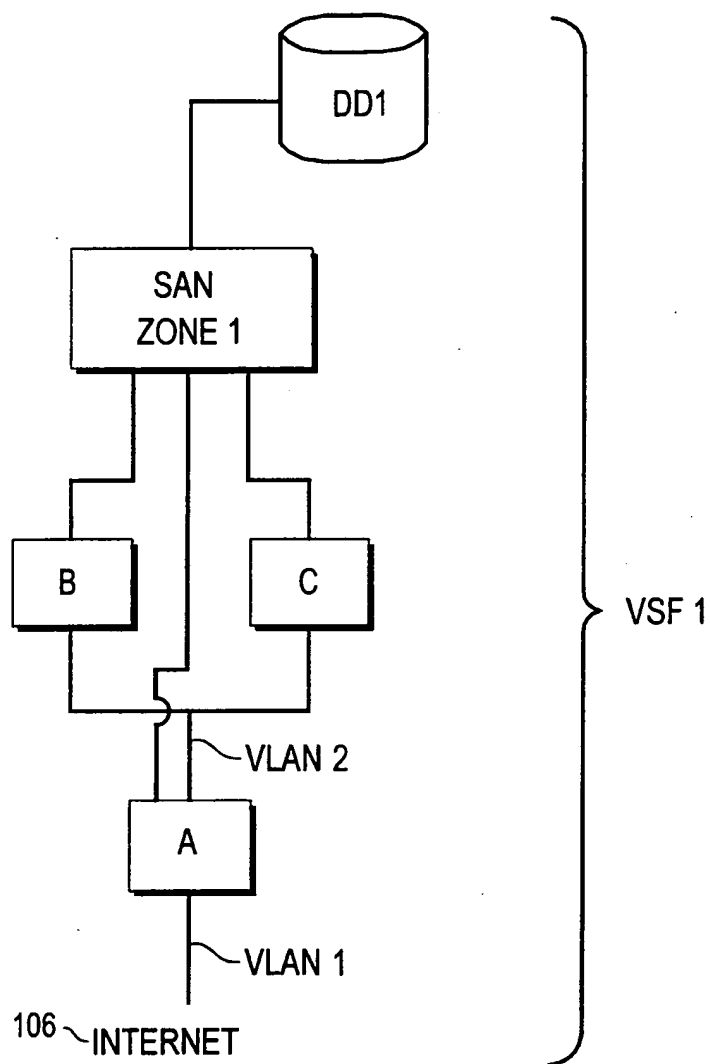 DD1
SAN
ZONE 1
B
C
VSF 1
VLAN 2
A
VLAN 1
106 INTERNET